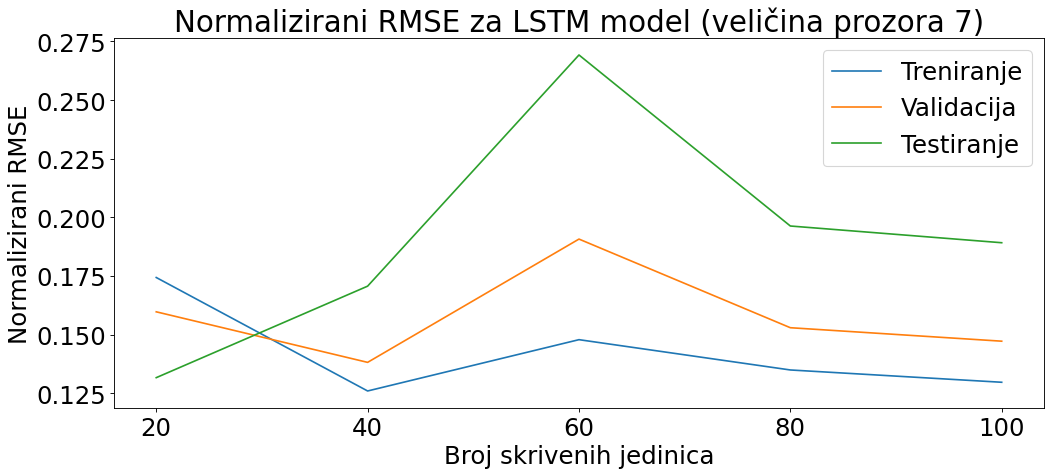 Normalizirani RMSE za LSTM model (veličina prozora 7)
Normalizirani RMSE
0.275
0.250
0.225
0.200
0.175
0.150
0.125
Treniranje
Validacija
Testiranje
20 40 60 80 100
Broj skrivenih jedinica